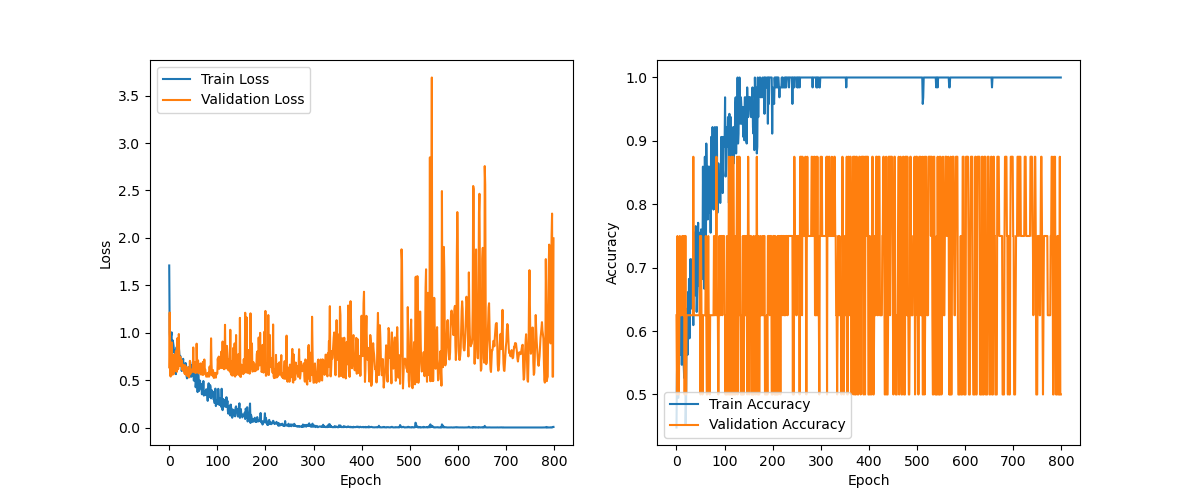 Train Loss
Validation Loss
Loss
3.5
3.0
2.5
2.0
1.5
1.0
0.5
0.0
0 100 200 300 400 500 600 700 800
Epoch
Accuracy
1.0
0.9
0.8
0.7
0.6
0.5
Train Accuracy
Validation Accuracy
0 100 200 300 400 500 600 700 800
Epoch